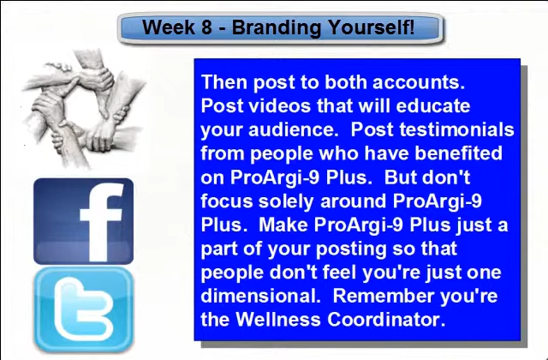 Week 8 - Branding Yourself!
Then post to both accounts.
Post videos that will educate
your audience.  Post testimonials
from people who have benefited
on ProArgi-9 Plus.  But don't
focus solely around ProArgi-9
Plus.  Make ProArgi-9 Plus just a
part of your posting so that
people don't feel you're just one
dimensional.  Remember you're
the Wellness Coordinator.
f
t